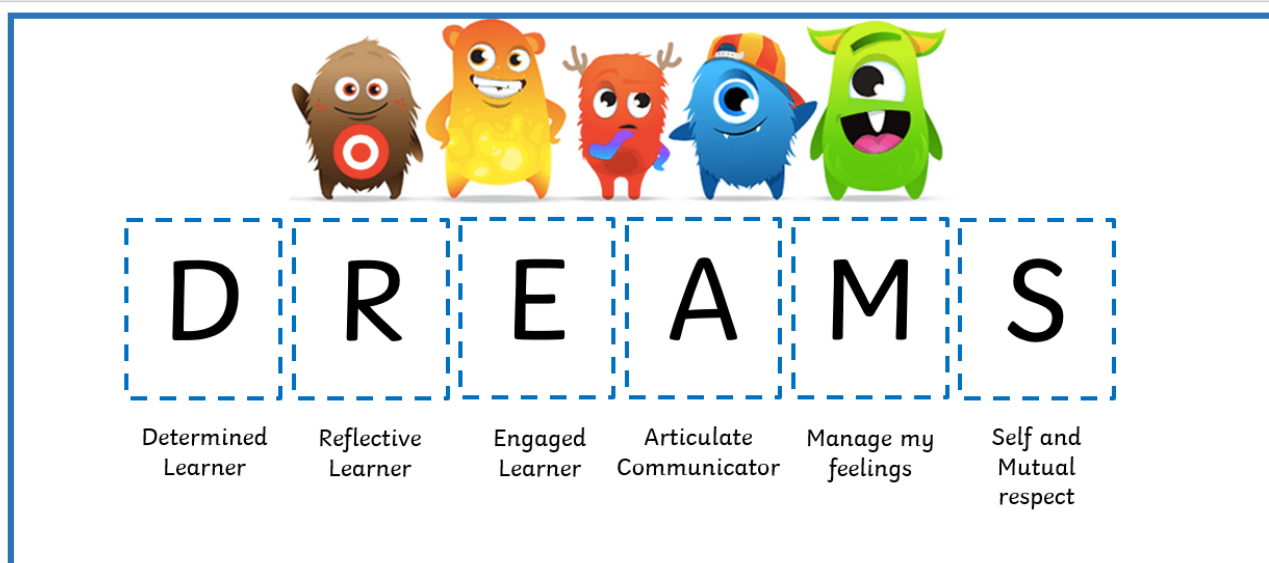 D R E A M S
Determined Learner
Reflective Learner
Engaged Learner
Articulate Communicator
Manage my feelings
Self and Mutual respect